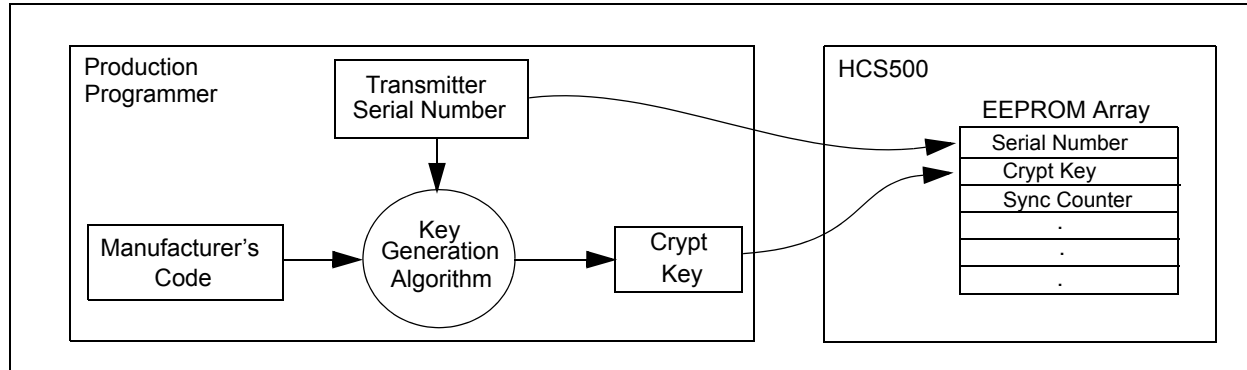 Production
Programmer
Transmitter
Serial Number
Manufacturer's
Code
Key
Generation
Algorithm
Crypt
Key
HCS500
EEPROM Array
Serial Number
Crypt Key
Sync Counter
.
.
.